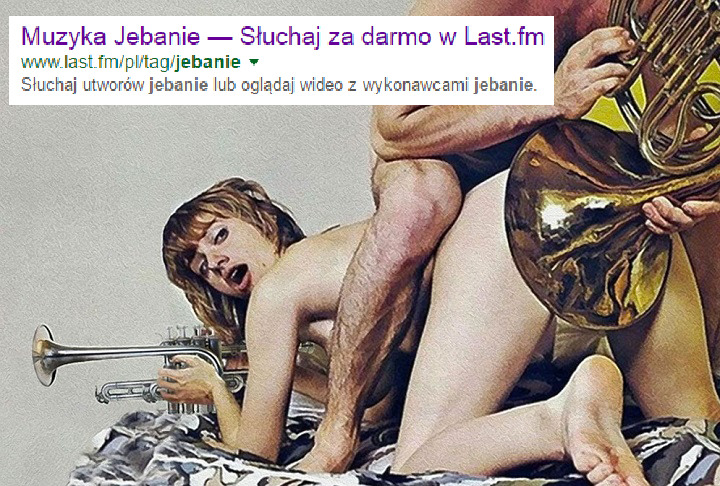 Muzyka Jebanie — Słuchaj za darmo w Last.fm
www.last.fm/pl/tag/jebanie
Słuchaj utworów jebanie lub oglądaj wideo z wykonawcami jebanie.